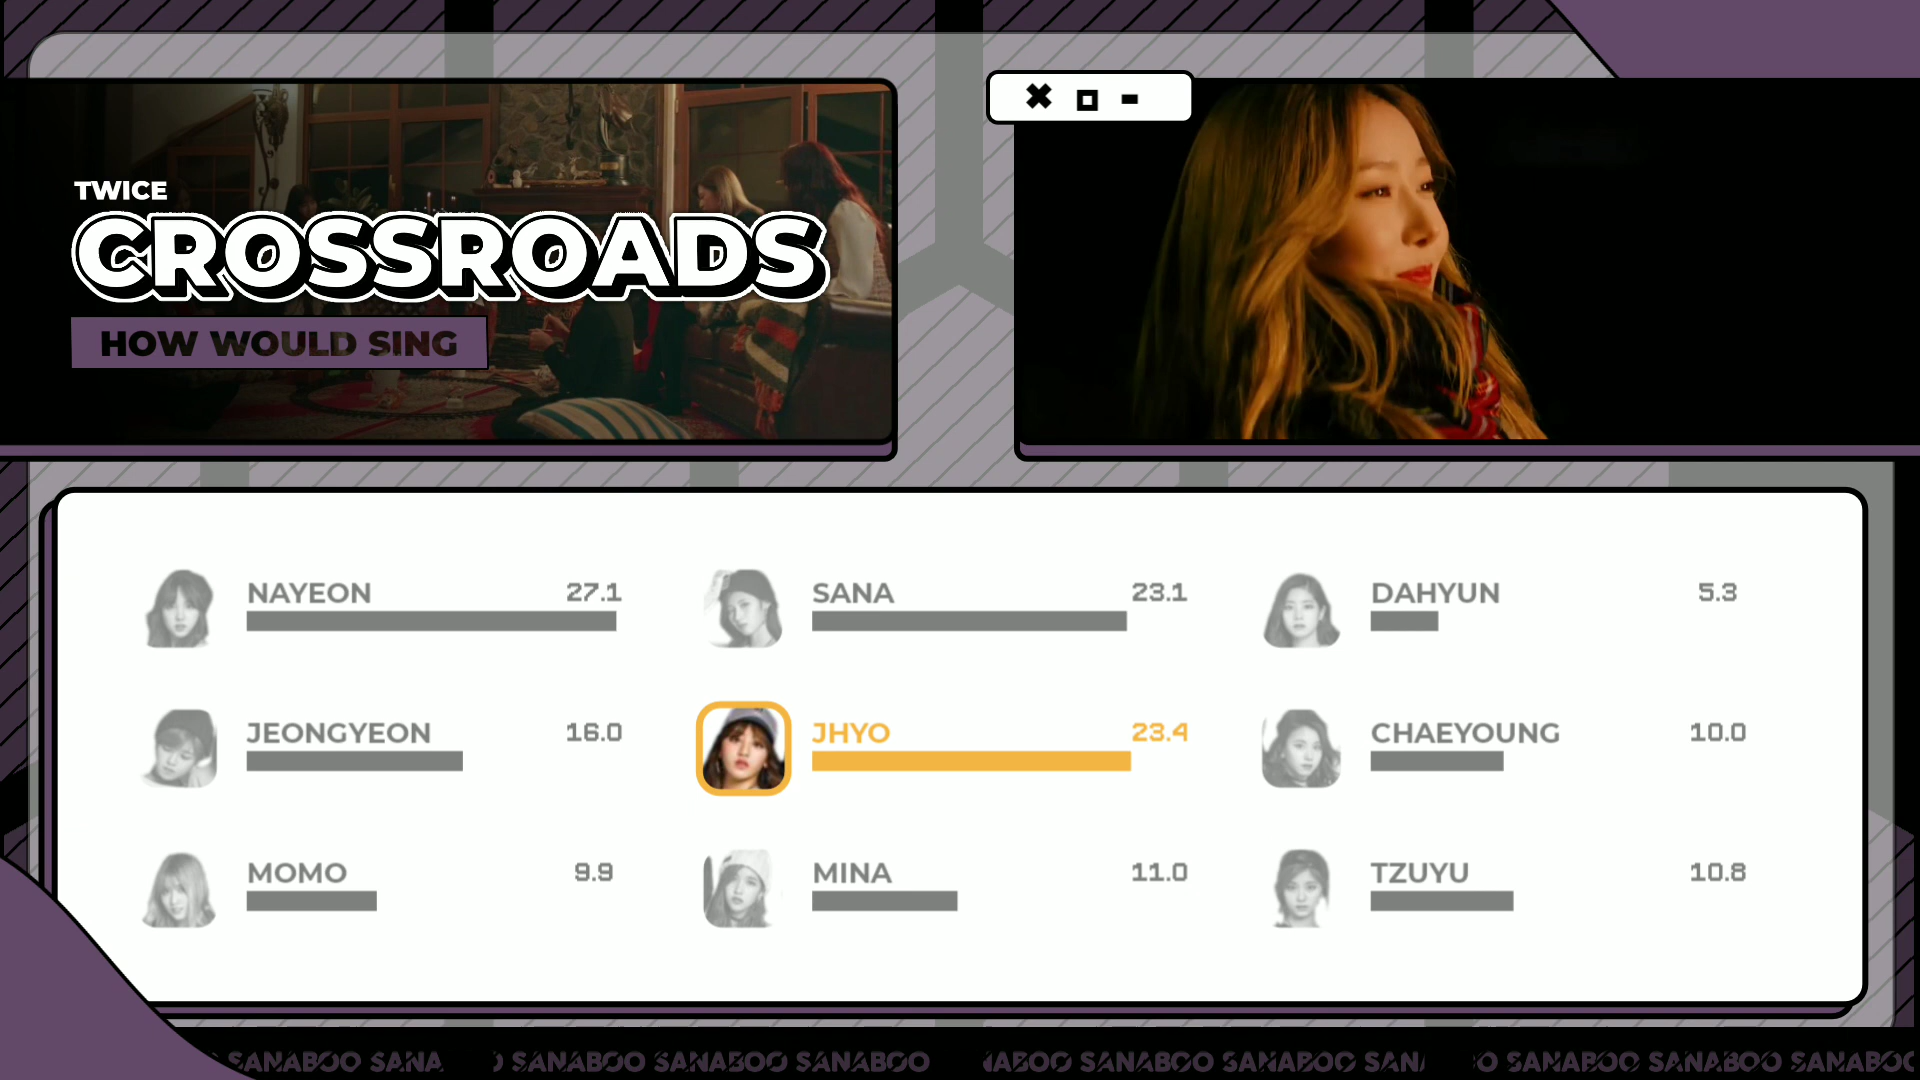 TWICE
CROSSROADS
HOW WOULD SING
NAYEON 27.1
SANA 23.1
DAHYUN 5.3
JEONGYEON 16.0
JHYO 23.4
CHAEYOUNG 10.0
MOMO 9.9
MINA 11.0
TZUYU 10.8
SANABOO SANA
O SANABOO SANABOO SANABOO
NABOO SANABOO SANABOO SAN
O SANABOO SANABOO SANABOO